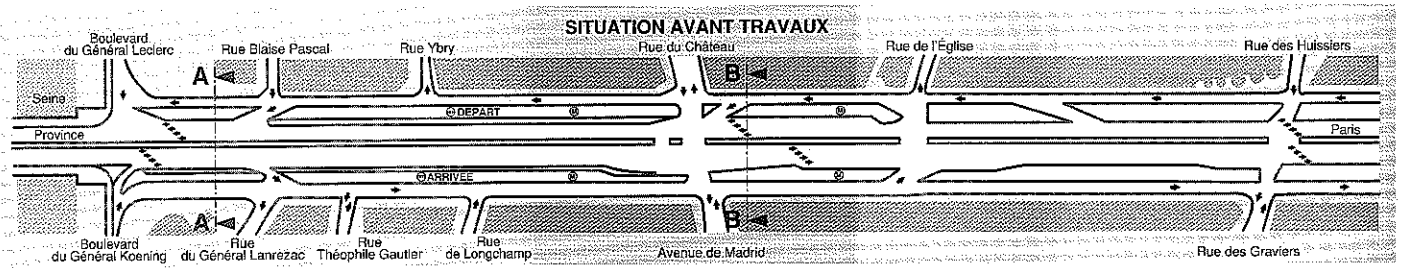 SITUATION AVANT TRAVAUX
Boulevard
du Général Leclerc
Rue Blaise Pascal
Rue Ybry
Rue du Château
Rue de l'Église
Rue des Huissiers
A
B
Seine
DEPART
M
M
Province
Paris
ARRIVEE
M
M
A
B
Boulevard
du Général Koening
Rue
du Général Lanrezac
Rue
Théophile Gautier
Rue
de Longchamp
Avenue de Madrid
Rue des Graviers